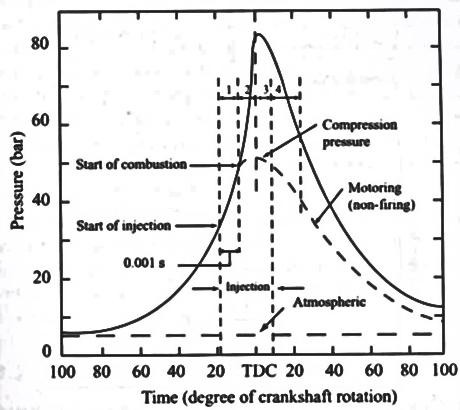 80
60
40
20
0
Pressure (bar)
1 2 3 4
Compression
pressure
Start of combustion
Motoring
(non-firing)
Start of injection
0.001 s
Injection
Atmospheric
100 80 60 40 20 TDC 20 40 60 80 100
Time (degree of crankshaft rotation)